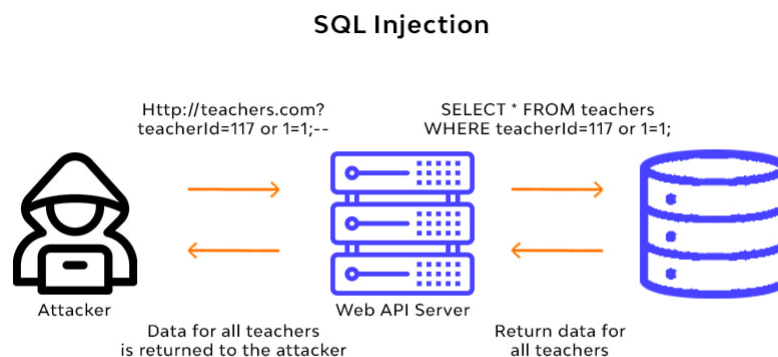 SQL Injection
Http://teachers.com?
teacherId=117 or 1=1;--
SELECT * FROM teachers
WHERE teacherId=117 or 1=1;
Attacker
Web API Server
Data for all teachers
is returned to the attacker
Return data for
all teachers